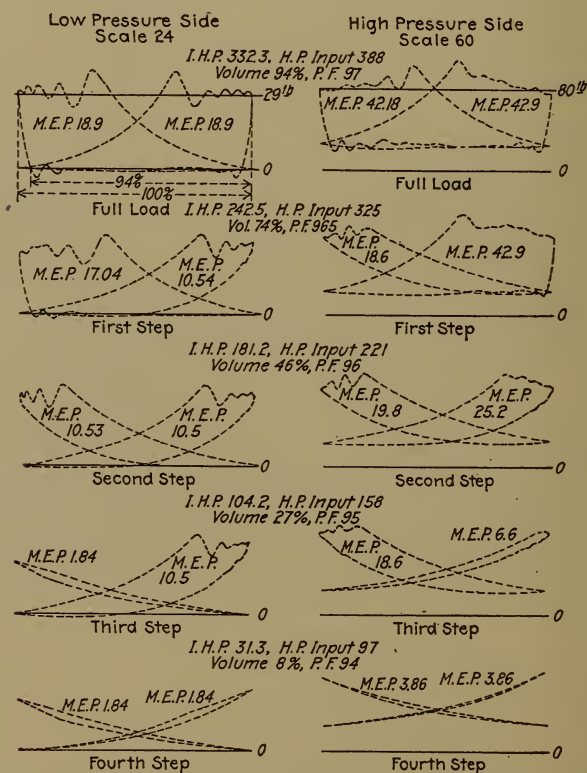 Low Pressure Side
Scale 24
High Pressure Side
Scale 60
I.H.P. 332.3, H.P. Input 388
Volume 94%, P.F. 97
29 lb
80 lb
M.E.P. 18.9
M.E.P. 18.9
M.E.P. 42.18
M.E.P. 42.9
0
0
94%
100%
Full Load
Full Load
I.H.P. 242.5, H.P. Input 325
Vol. 74%, P.F. 965
M.E.P. 17.04
M.E.P.
10.54
M.E.P.
18.6
M.E.P. 42.9
0
0
First Step
First Step
I.H.P. 181.2, H.P. Input 221
Volume 46%, P.F. 96
M.E.P.
10.53
M.E.P.
10.5
M.E.P.
19.8
M.E.P.
25.2
0
0
Second Step
Second Step
I.H.P. 104.2, H.P. Input 158
Volume 27%, P.F. 95
M.E.P. 1.84
M.E.P.
10.5
M.E.P.
18.6
M.E.P. 6.6
0
0
Third Step
Third Step
I.H.P. 31.3, H.P. Input 97
Volume 8%, P.F. 94
M.E.P. 1.84
M.E.P. 1.84
M.E.P. 3.86
M.E.P. 3.86
0
0
Fourth Step
Fourth Step